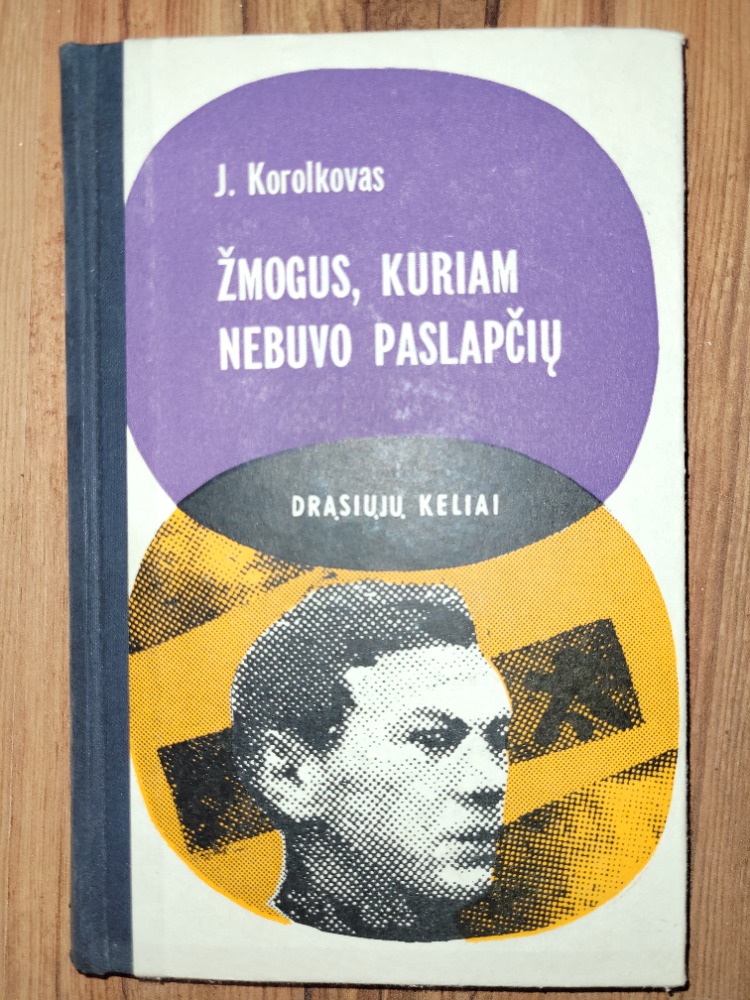 J. Korolkovas
ŽMOGUS, KURIAM
NEBUVO PASLAPČIŲ
DRĄSIŲJŲ KELIAI